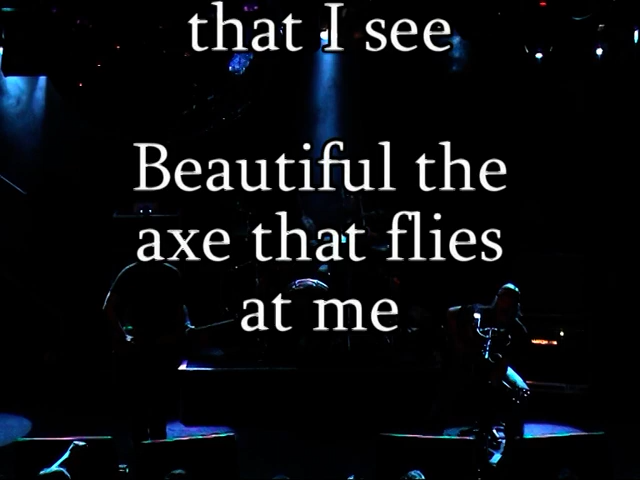 that I see
Beautiful the
axe that flies
at me